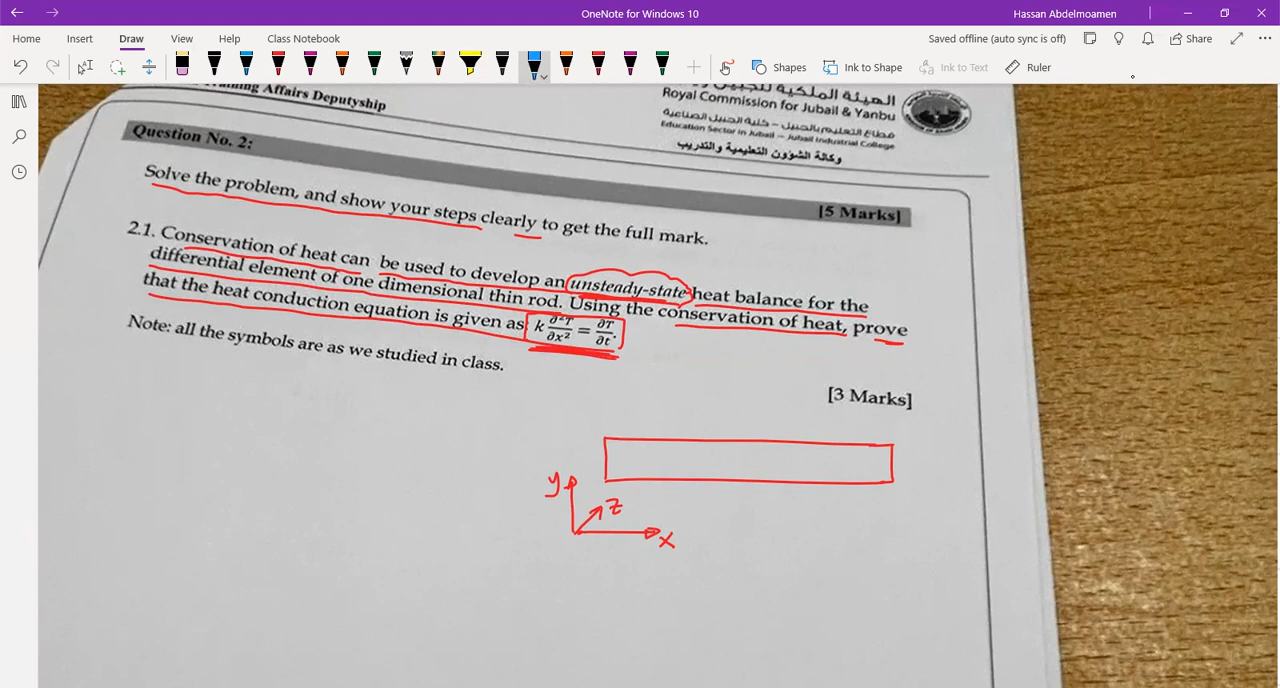 OneNote for Windows 10
Hassan Abdelmoamen
Home Insert Draw View Help Class Notebook
Saved offline (auto sync is off)
Share
Shapes
Ink to Shape
Ink to Text
Ruler
Affairs Deputyship
الهيئة الملكية للجبيل
Royal Commission for Jubail & Yanbu
قطاع التعليم بالجبيل – كلية الجبيل الصناعية
Education Sector in Jubail – Jubail Industrial College
وكالة الشؤون التعليمية والتدريب
Question No. 2:
[5 Marks]
Solve the problem, and show your steps clearly to get the full mark.
2.1. Conservation of heat can be used to develop an unsteady-state heat balance for the
differential element of one dimensional thin rod. Using the conservation of heat, prove
that the heat conduction equation is given as k ∂²T/∂x² = ∂T/∂t.
Note: all the symbols are as we studied in class.
[3 Marks]
y
z
x